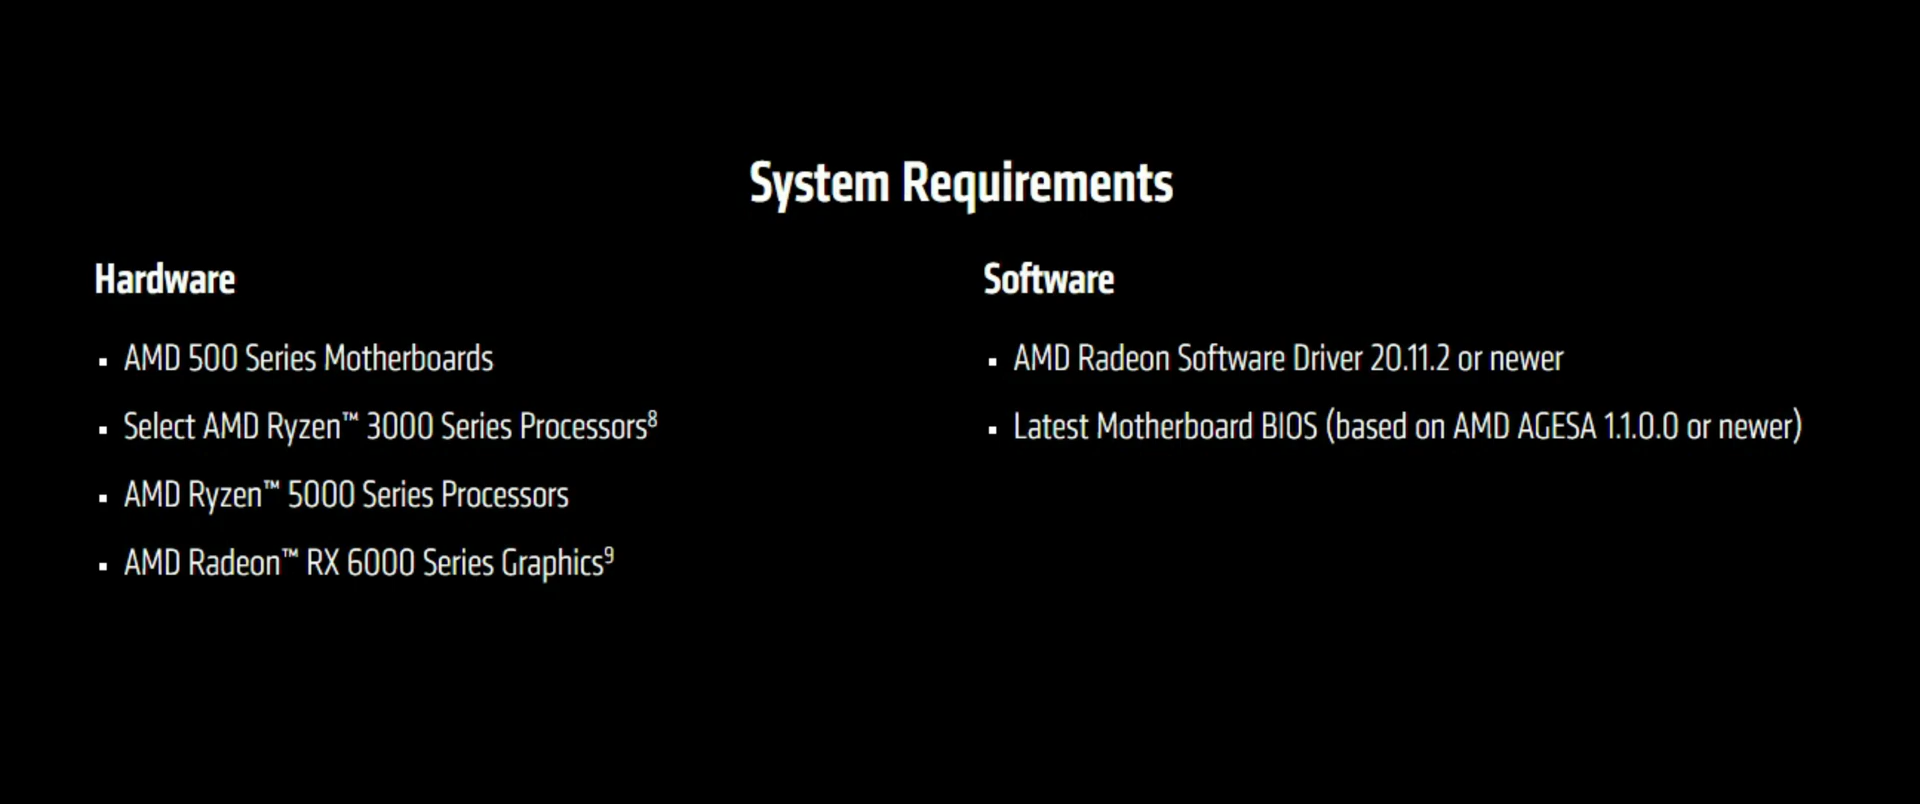 System Requirements
Hardware
▪ AMD 500 Series Motherboards
▪ Select AMD Ryzen™ 3000 Series Processors⁸
▪ AMD Ryzen™ 5000 Series Processors
▪ AMD Radeon™ RX 6000 Series Graphics⁹
Software
▪ AMD Radeon Software Driver 20.11.2 or newer
▪ Latest Motherboard BIOS (based on AMD AGESA 1.1.0.0 or newer)